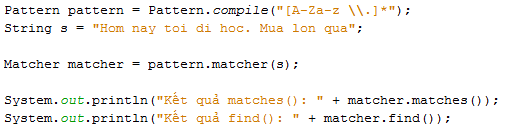 Pattern pattern = Pattern.compile("[A-Za-z \\.]*");
String s = "Hom nay toi di hoc. Mua lon qua";
Matcher matcher = pattern.matcher(s);
System.out.println("Kết quả matches(): " + matcher.matches());
System.out.println("Kết quả find(): " + matcher.find());